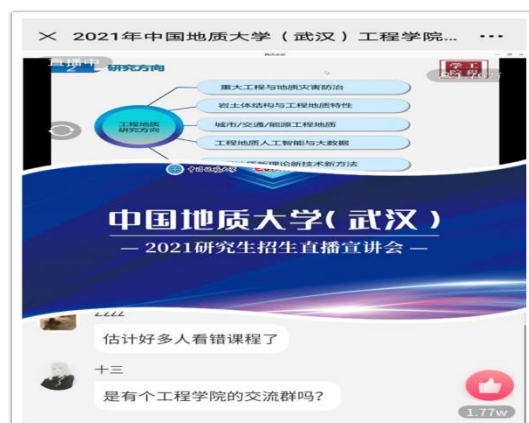 2021年中国地质大学（武汉）工程学院...
直播中
2 研究方向
重大工程与地质灾害防治
岩土体结构与工程地质特性
工程地质
研究方向
城市/交通/能源工程地质
工程地质人工智能与大数据
新理论新技术新方法
中国地质大学
中国地质大学(武汉)
— 2021研究生招生直播宣讲会 —
估计好多人看错课程了
十三
是有个工程学院的交流群吗?
1.77w